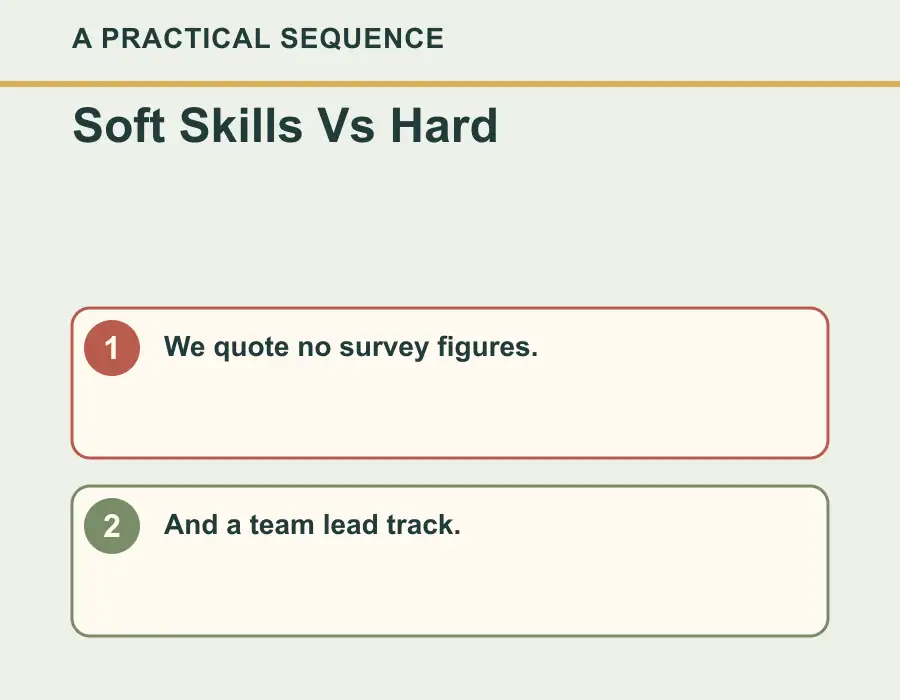 A PRACTICAL SEQUENCE
Soft Skills Vs Hard
1 We quote no survey figures.
2 And a team lead track.